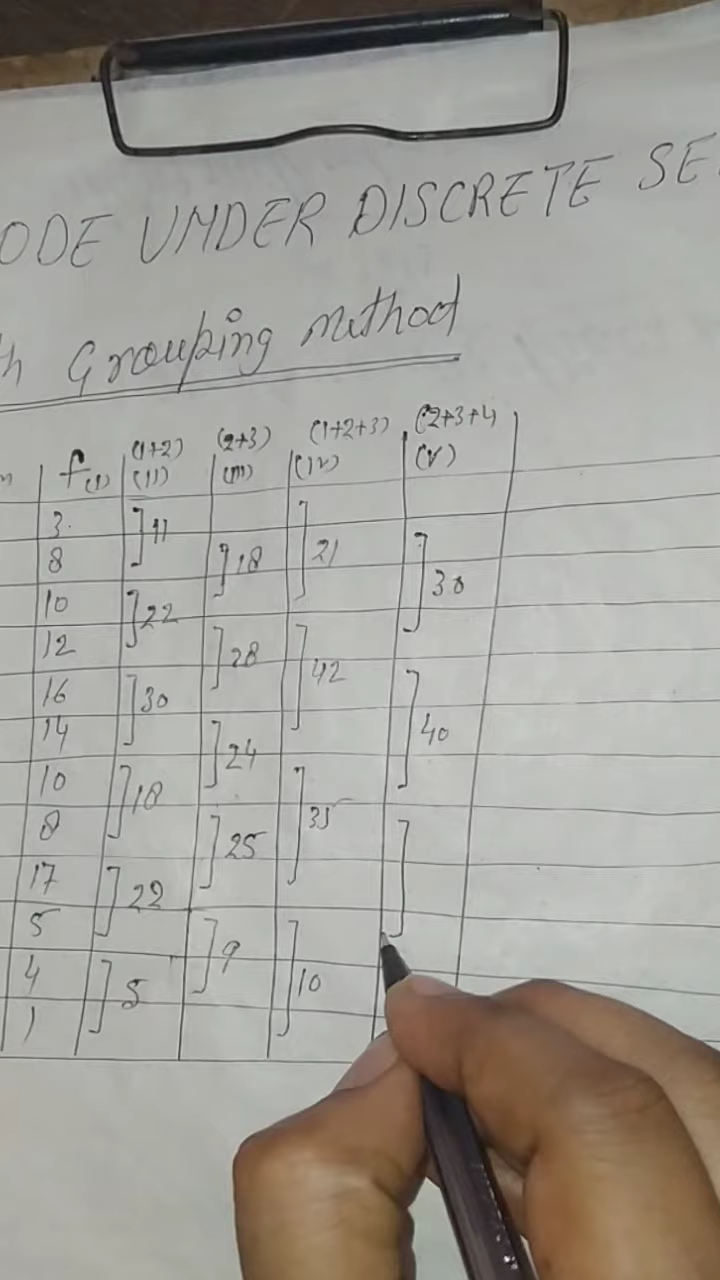 ODE UNDER DISCRETE SE
th Grouping method
f(I) (1+2) (II) (2+3) (III) (1+2+3) (IV) (2+3+4 (V)
3 ]11
8 ]18 ]21
10 ]22 ]30
12 ]28
16 ]30 ]42
14 ]24 ]40
10 ]18
8 ]25 ]35
17 ]22
5 ]9
4 ]5 ]10
1